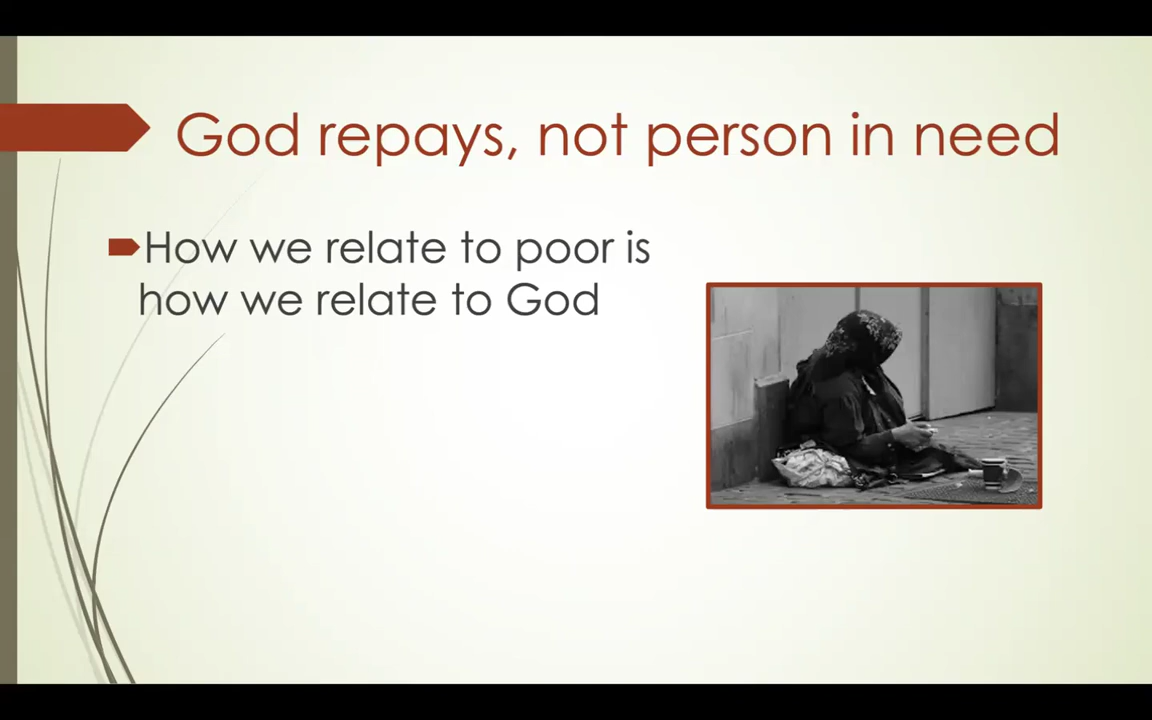 God repays, not person in need
How we relate to poor is
how we relate to God